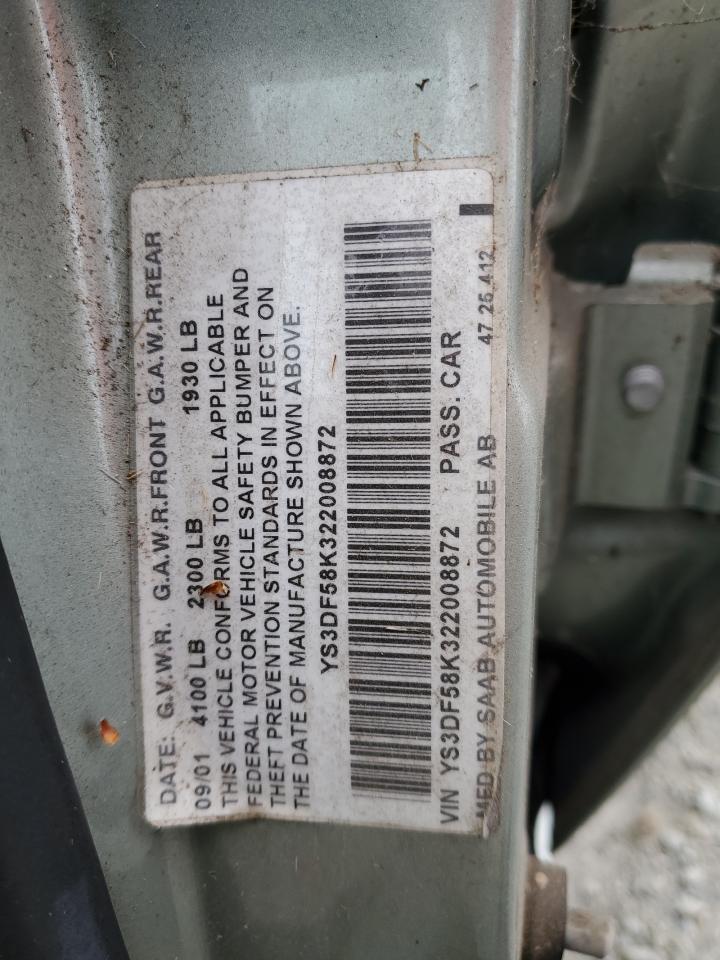 DATE: G.V.W.R. G.A.W.R.FRONT G.A.W.R.REAR
09/01 4100 LB 2300 LB 1930 LB
THIS VEHICLE CONFORMS TO ALL APPLICABLE
FEDERAL MOTOR VEHICLE SAFETY BUMPER AND
THEFT PREVENTION STANDARDS IN EFFECT ON
THE DATE OF MANUFACTURE SHOWN ABOVE.
YS3DF58K322008872
VIN YS3DF58K322008872 PASS. CAR
MFD BY SAAB AUTOMOBILE AB 47 25 412